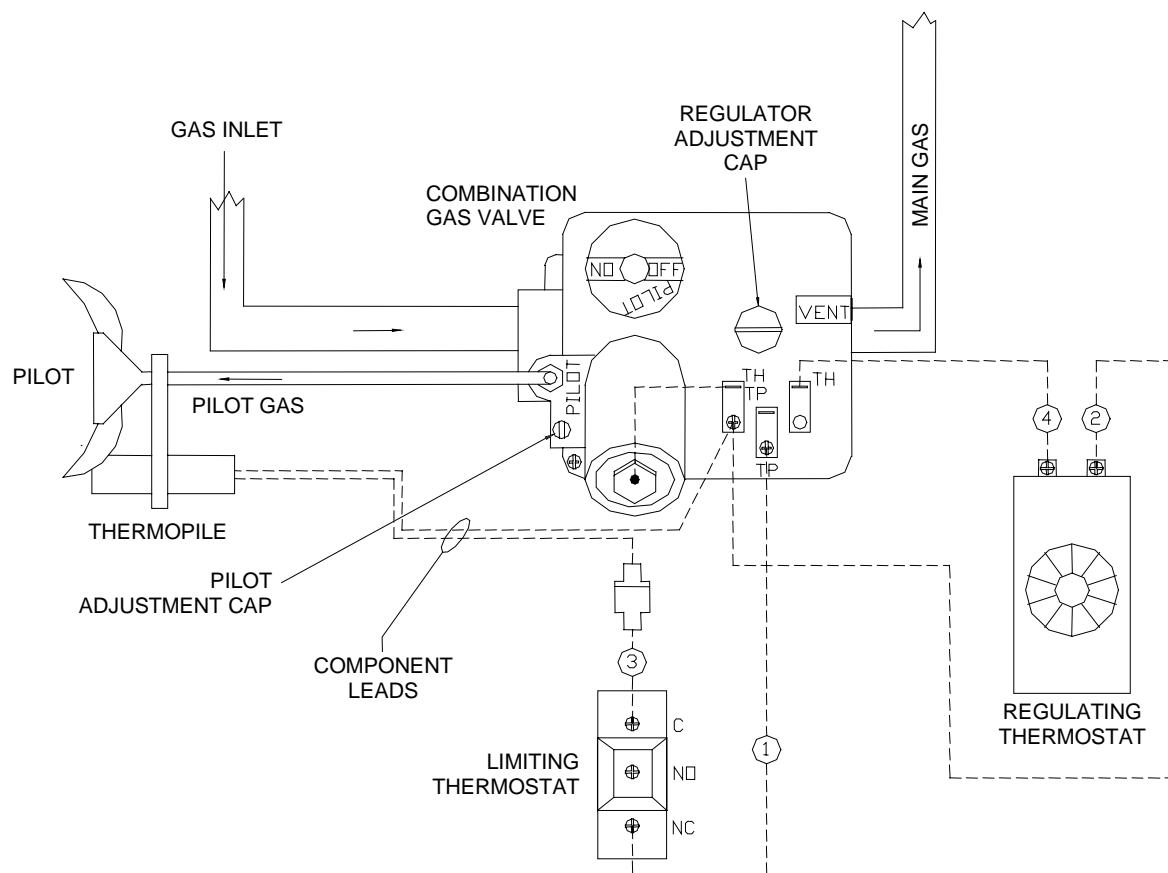 GAS INLET
REGULATOR
ADJUSTMENT
CAP
MAIN GAS
COMBINATION
GAS VALVE
NO OFF
PILOT
VENT
PILOT
PILOT GAS
PILOT
TH
TP
TH
TP
4
2
THERMOPILE
PILOT
ADJUSTMENT CAP
COMPONENT
LEADS
3
C
LIMITING
THERMOSTAT
NO
NC
1
REGULATING
THERMOSTAT